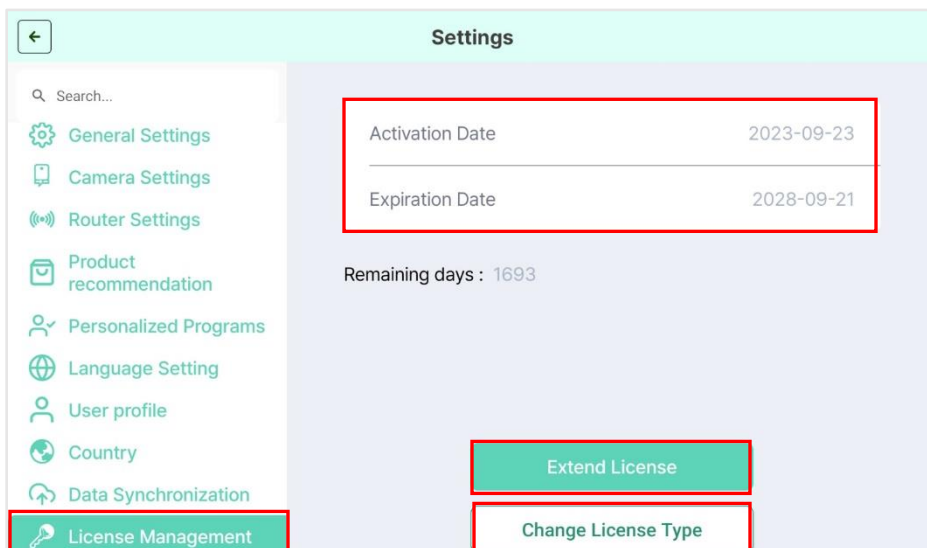 Settings
Search...
General Settings
Camera Settings
Router Settings
Product
recommendation
Personalized Programs
Language Setting
User profile
Country
Data Synchronization
License Management
Activation Date 2023-09-23
Expiration Date 2028-09-21
Remaining days : 1693
Extend License
Change License Type